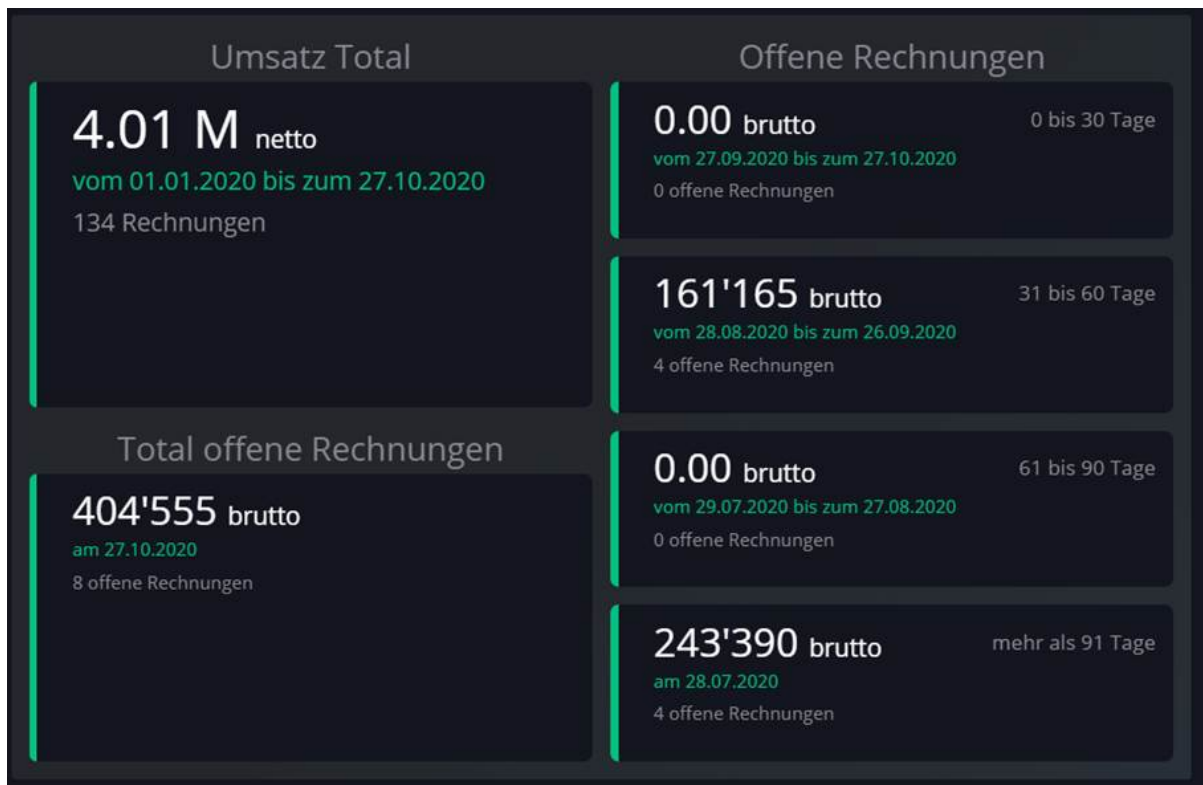 Umsatz Total
4.01 M netto
vom 01.01.2020 bis zum 27.10.2020
134 Rechnungen
Total offene Rechnungen
404'555 brutto
am 27.10.2020
8 offene Rechnungen
Offene Rechnungen
0.00 brutto 0 bis 30 Tage
vom 27.09.2020 bis zum 27.10.2020
0 offene Rechnungen
161'165 brutto 31 bis 60 Tage
vom 28.08.2020 bis zum 26.09.2020
4 offene Rechnungen
0.00 brutto 61 bis 90 Tage
vom 29.07.2020 bis zum 27.08.2020
0 offene Rechnungen
243'390 brutto mehr als 91 Tage
am 28.07.2020
4 offene Rechnungen